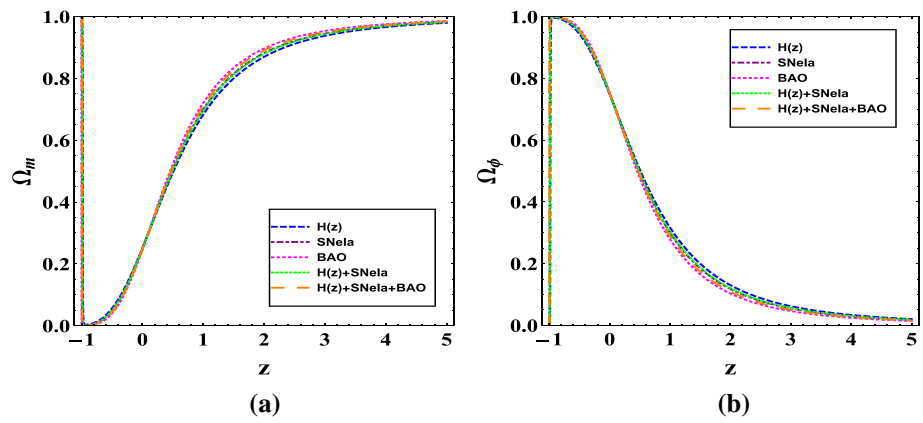 1.0
0.8
0.6
0.4
0.2
0.0
Ω_m
H(z)
SNeIa
BAO
H(z)+SNeIa
H(z)+SNeIa+BAO
−1 0 1 2 3 4 5
z
(a)
1.0
0.8
0.6
0.4
0.2
0.0
Ω_ϕ
H(z)
SNeIa
BAO
H(z)+SNeIa
H(z)+SNeIa+BAO
−1 0 1 2 3 4 5
z
(b)